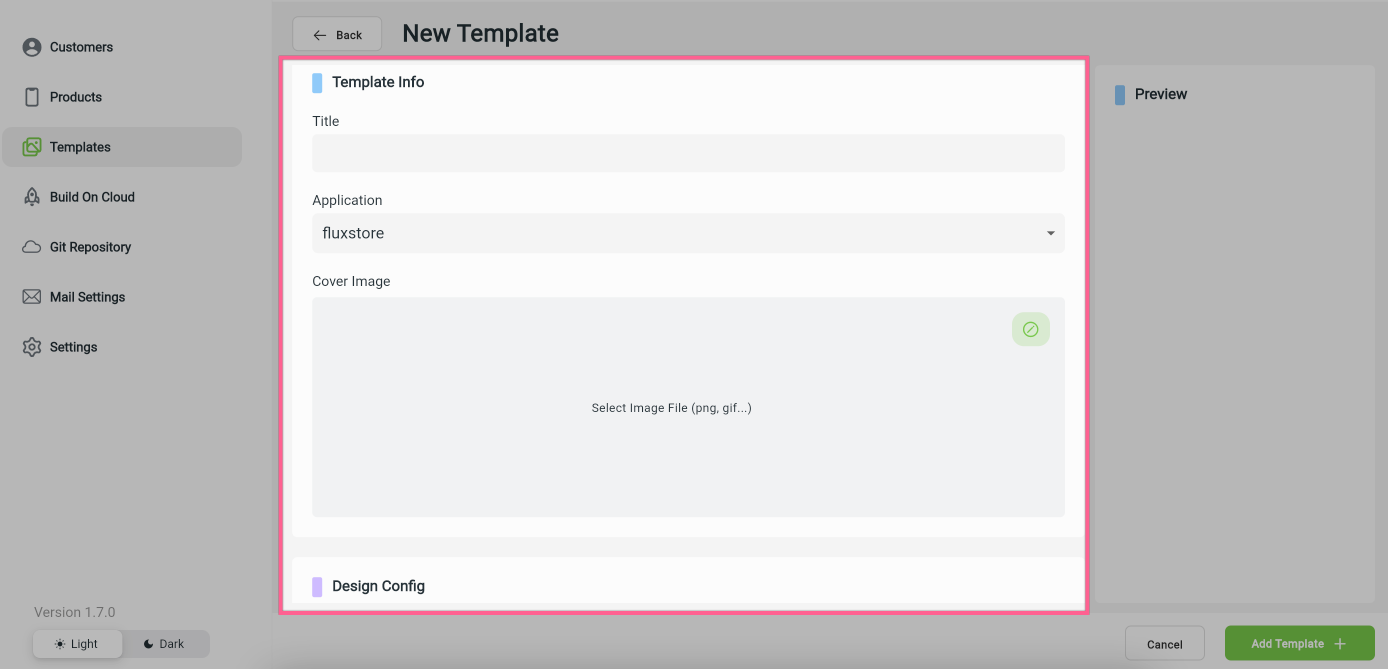 Customers
Products
Templates
Build On Cloud
Git Repository
Mail Settings
Settings
Version 1.7.0
Light
Dark
Back
New Template
Template Info
Title
Application
fluxstore
Cover Image
Select Image File (png, gif...)
Design Config
Preview
Cancel
Add Template